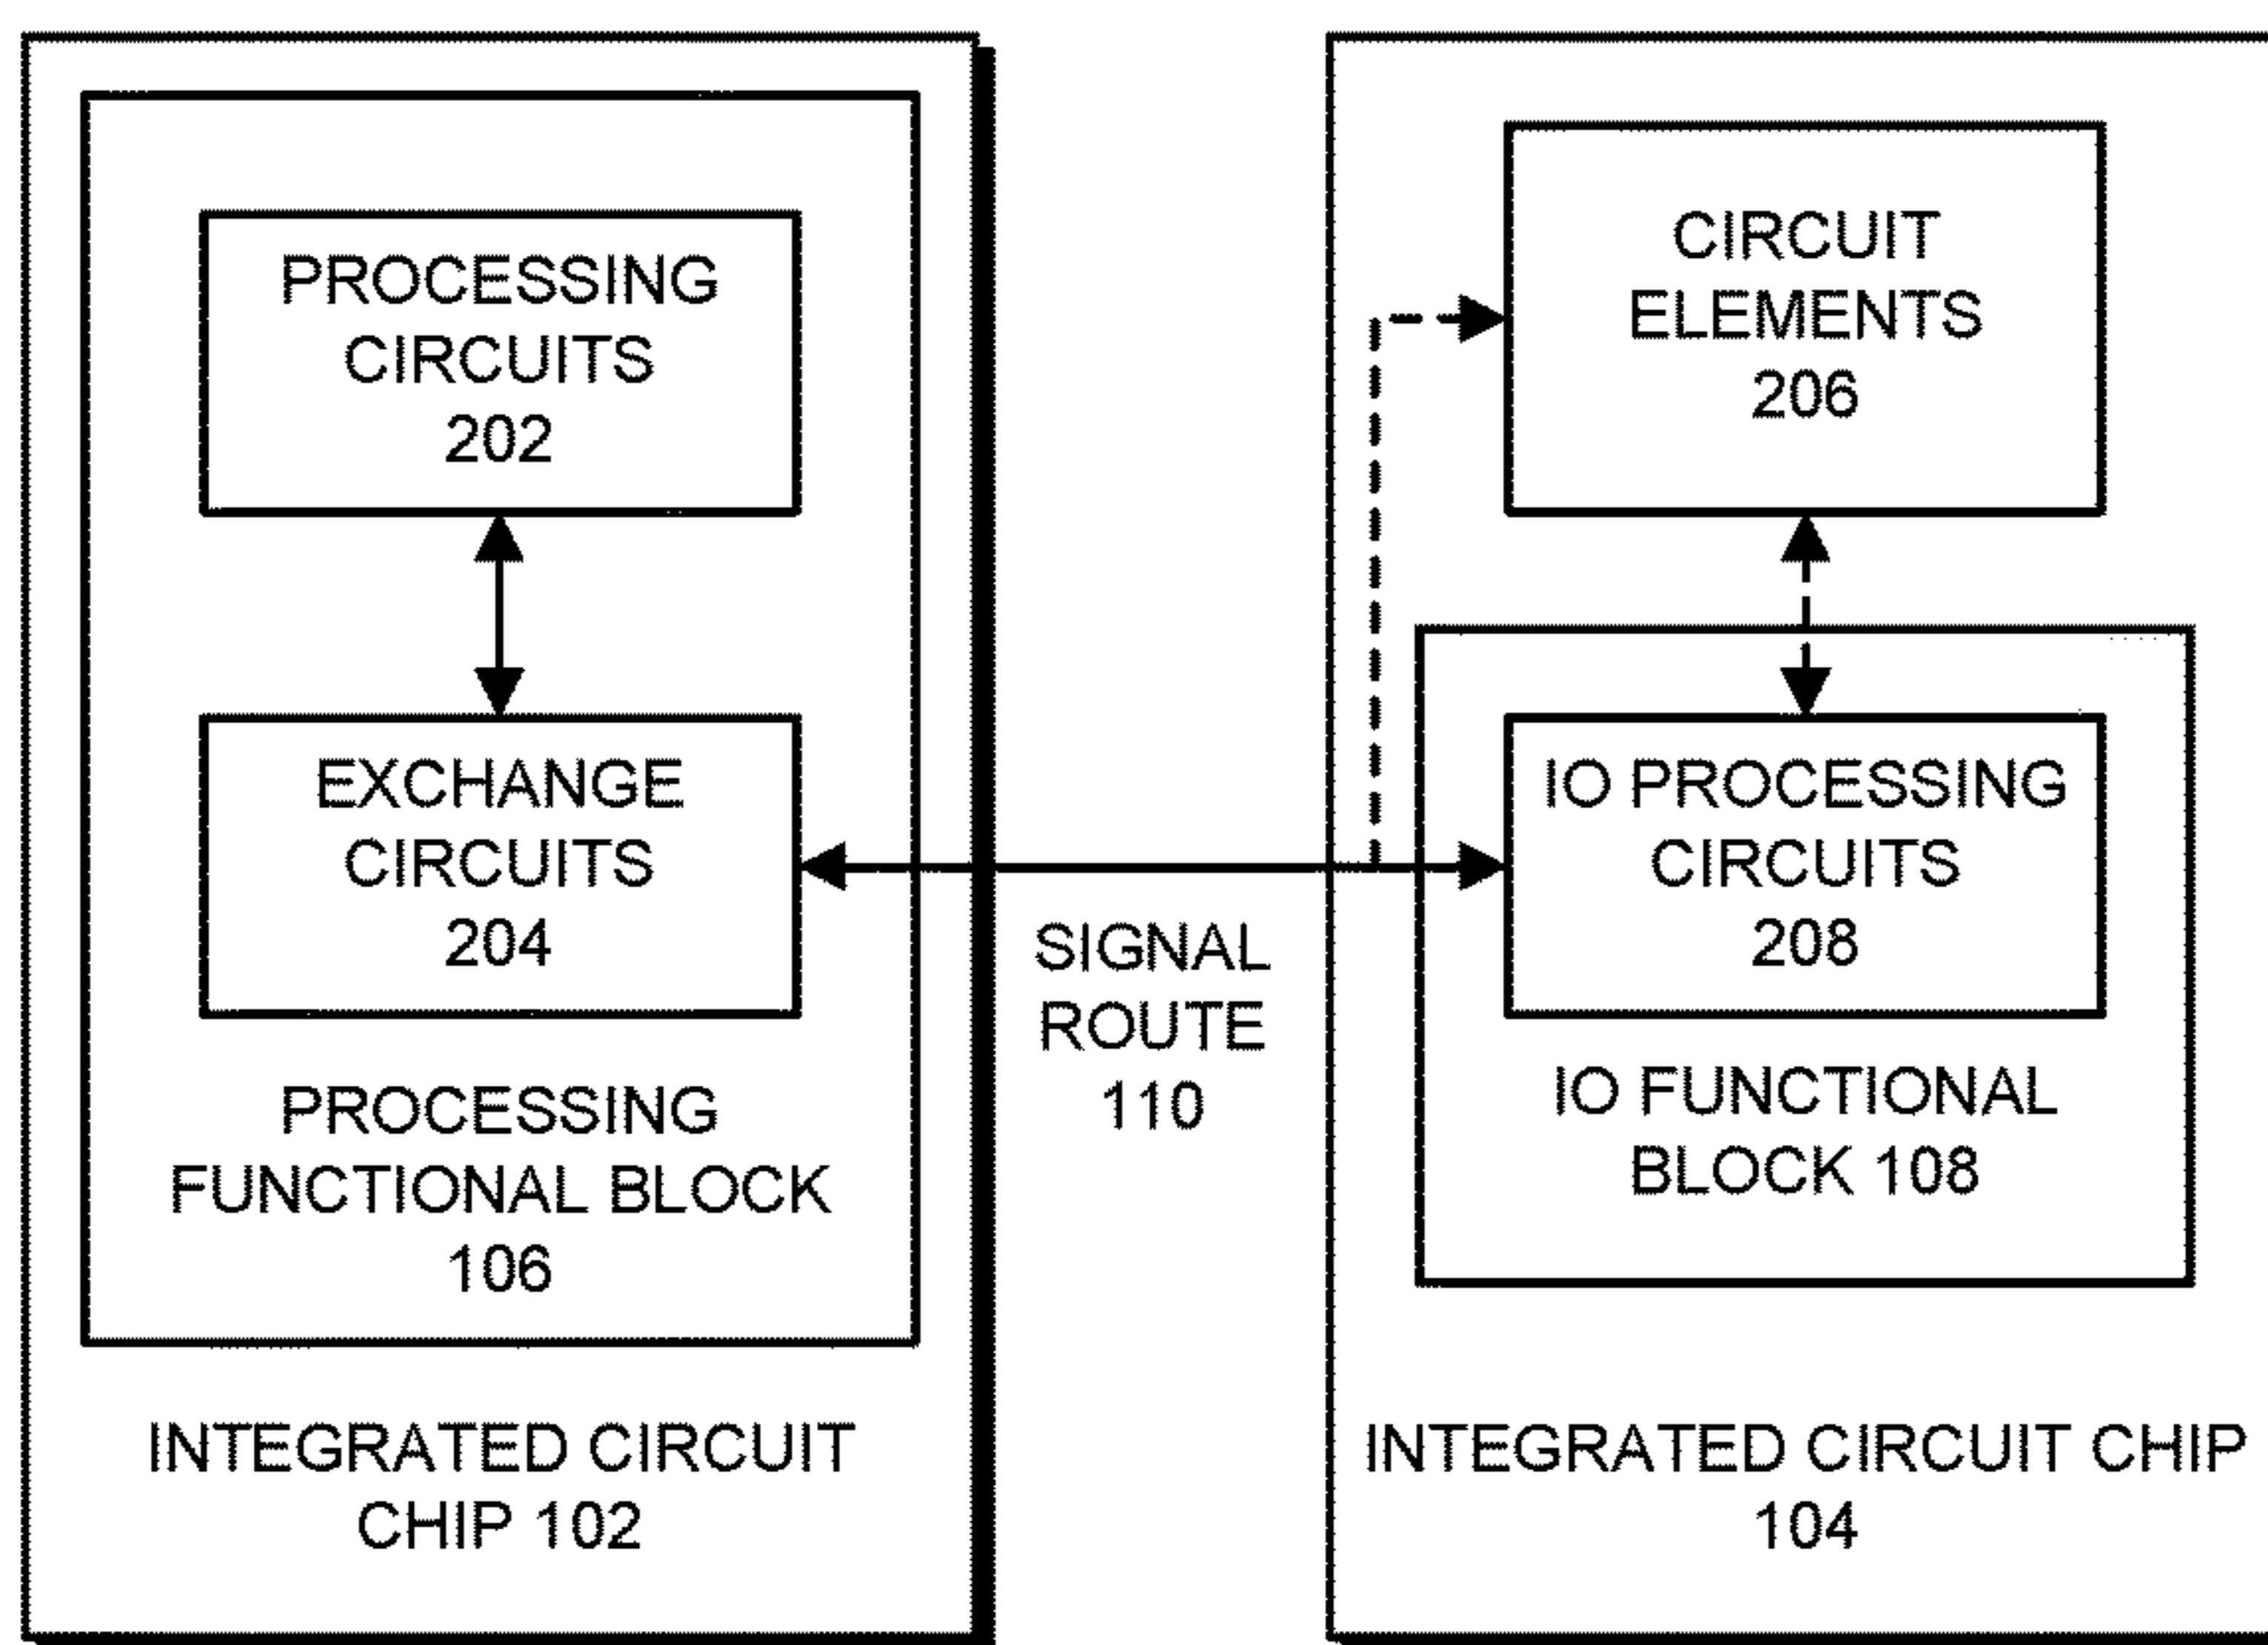 PROCESSING
CIRCUITS
202
EXCHANGE
CIRCUITS
204
PROCESSING
FUNCTIONAL BLOCK
106
INTEGRATED CIRCUIT
CHIP 102
SIGNAL
ROUTE
110
CIRCUIT
ELEMENTS
206
IO PROCESSING
CIRCUITS
208
IO FUNCTIONAL
BLOCK 108
INTEGRATED CIRCUIT CHIP
104